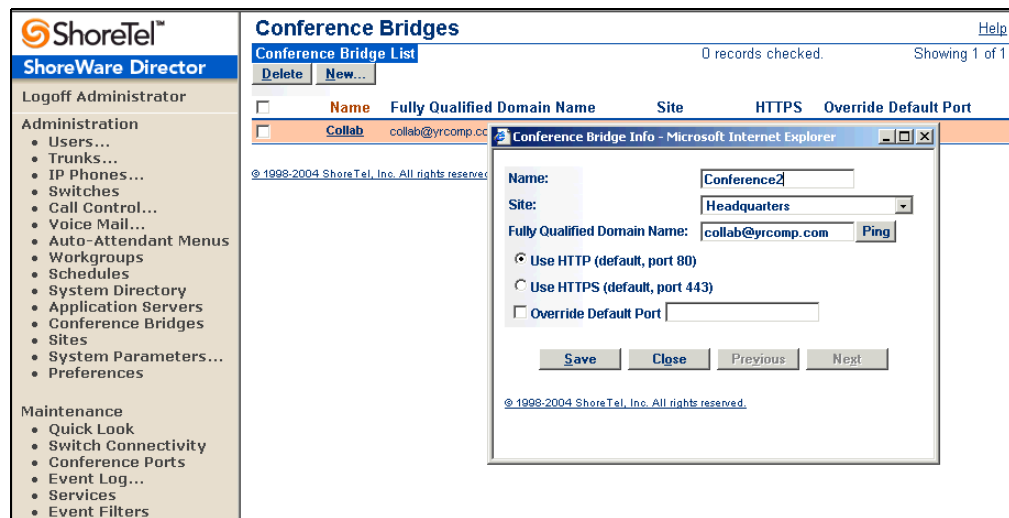 ShoreTel™
ShoreWare Director
Logoff Administrator
Administration
• Users...
• Trunks...
• IP Phones...
• Switches
• Call Control...
• Voice Mail...
• Auto-Attendant Menus
• Workgroups
• Schedules
• System Directory
• Application Servers
• Conference Bridges
• Sites
• System Parameters...
• Preferences
Maintenance
• Quick Look
• Switch Connectivity
• Conference Ports
• Event Log...
• Services
• Event Filters
Conference Bridges Help
Conference Bridge List 0 records checked. Showing 1 of 1
Delete New...
Name Fully Qualified Domain Name Site HTTPS Override Default Port
Collab collab@yrcomp.cc
© 1998-2004 ShoreTel, Inc. All rights reserved
Conference Bridge Info - Microsoft Internet Explorer
Name: Conference2
Site: Headquarters
Fully Qualified Domain Name: collab@yrcomp.com Ping
Use HTTP (default, port 80)
Use HTTPS (default, port 443)
Override Default Port
Save Close Previous Next
© 1998-2004 ShoreTel, Inc. All rights reserved.